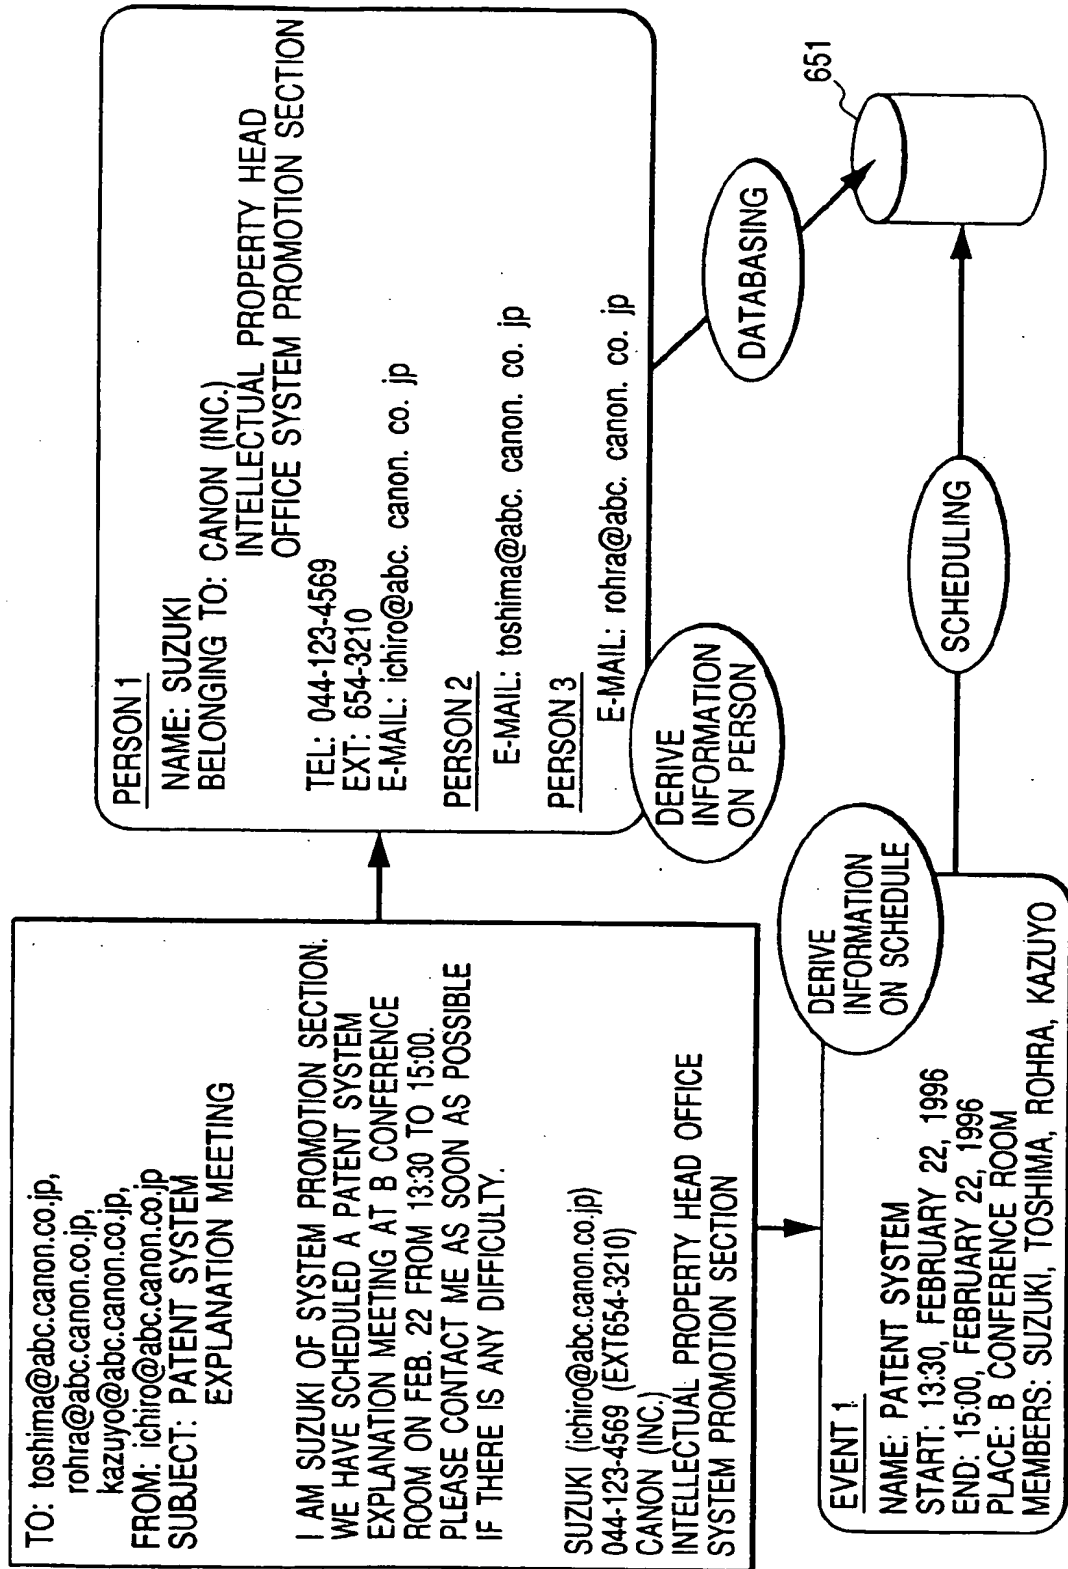 TO: toshima@abc.canon.co.jp,
rohra@abc.canon.co.jp,
kazuyo@abc.canon.co.jp,
FROM: ichiro@abc.canon.co.jp
SUBJECT: PATENT SYSTEM
EXPLANATION MEETING
I AM SUZUKI OF SYSTEM PROMOTION SECTION.
WE HAVE SCHEDULED A PATENT SYSTEM
EXPLANATION MEETING AT B CONFERENCE
ROOM ON FEB. 22 FROM 13:30 TO 15:00.
PLEASE CONTACT ME AS SOON AS POSSIBLE
IF THERE IS ANY DIFFICULTY.
SUZUKI (ichiro@abc.canon.co.jp)
044-123-4569 (EXT654-3210)
CANON (INC.)
INTELLECTUAL PROPERTY HEAD OFFICE
SYSTEM PROMOTION SECTION
PERSON 1
NAME: SUZUKI
BELONGING TO: CANON (INC.)
INTELLECTUAL PROPERTY HEAD
OFFICE SYSTEM PROMOTION SECTION
TEL: 044-123-4569
EXT: 654-3210
E-MAIL: ichiro@abc. canon. co. jp
PERSON 2
E-MAIL: toshima@abc. canon. co. jp
PERSON 3
E-MAIL: rohra@abc. canon. co. jp
DERIVE
INFORMATION
ON PERSON
DATABASING
651
EVENT 1
NAME: PATENT SYSTEM
START: 13:30, FEBRUARY 22, 1996
END: 15:00, FEBRUARY 22, 1996
PLACE: B CONFERENCE ROOM
MEMBERS: SUZUKI, TOSHIMA, ROHRA, KAZUYO
DERIVE
INFORMATION
ON SCHEDULE
SCHEDULING